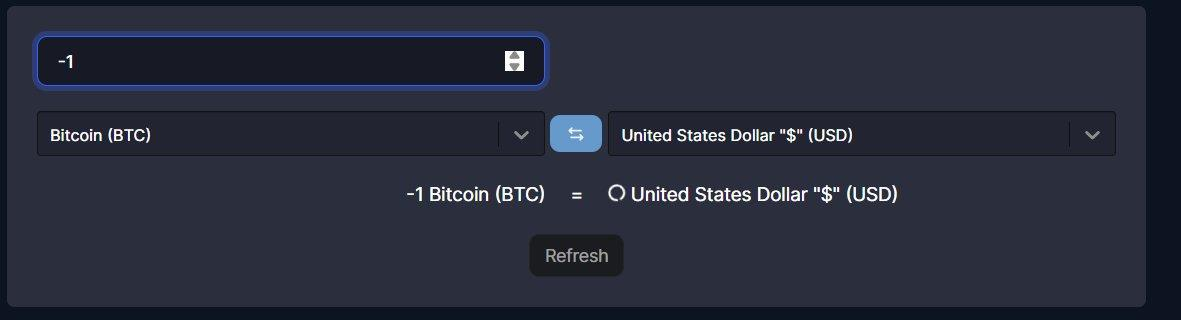 -1
Bitcoin (BTC) United States Dollar "$" (USD)
-1 Bitcoin (BTC) = United States Dollar "$" (USD)
Refresh